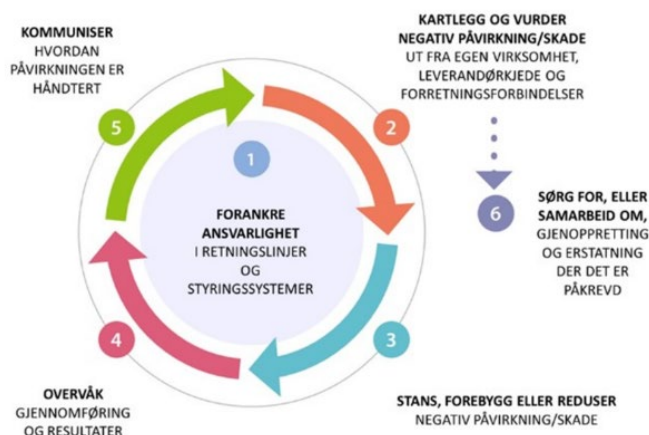 KOMMUNISER
HVORDAN
PÅVIRKNINGEN ER
HÅNDTERT
5
1
FORANKRE
ANSVARLIGHET
I RETNINGSLINJER
OG
STYRINGSSYSTEMER
2
KARTLEGG OG VURDER
NEGATIV PÅVIRKING/SKADE
UT FRA EGEN VIRKSOMHET,
LEVERANDØRKJEDE OG
FORRETNINGSFORBINDELSER
6
SØRG FOR, ELLER
SAMARBEID OM,
GJENOPPRETTING
OG ERSTATNING
DER DET ER
PÅKREVD
3
STANS, FOREBYGG ELLER REDUSER
NEGATIV PÅVIRKING/SKADE
4
OVERVÅK
GJENNOMFØRING
OG RESULTATER